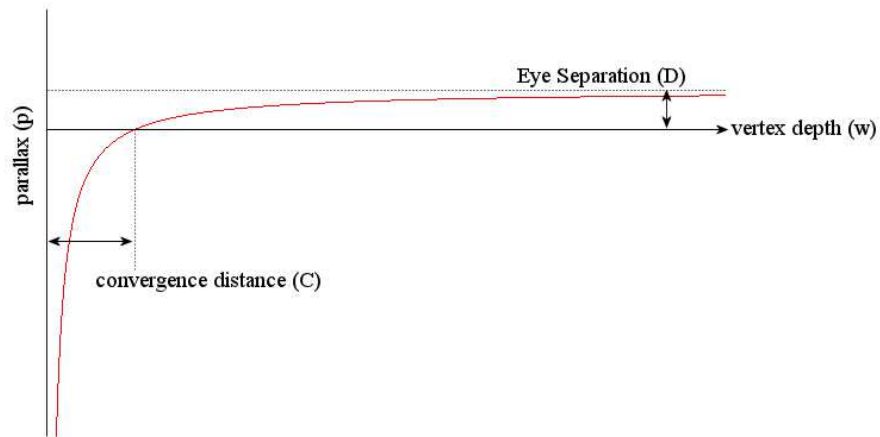 Eye Separation (D)
parallax (p)
vertex depth (w)
convergence distance (C)